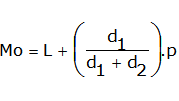 Mo = L + ( d₁ / (d₁ + d₂) ) .p